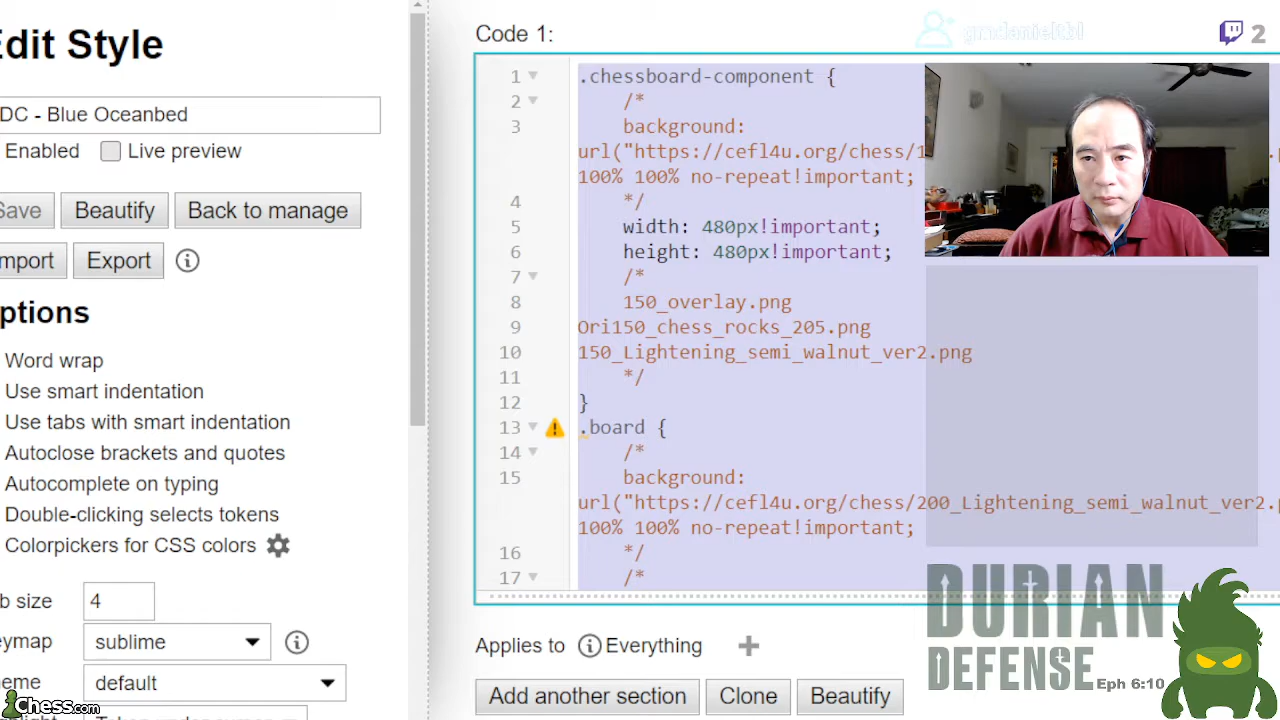 Edit Style
DC - Blue Oceanbed
Enabled
Live preview
Save
Beautify
Back to manage
Import
Export
ptions
Word wrap
Use smart indentation
Use tabs with smart indentation
Autoclose brackets and quotes
Autocomplete on typing
Double-clicking selects tokens
Colorpickers for CSS colors
b size
4
eymap
sublime
eme
default
iChess.com
Code 1:
1 .chessboard-component {
2 /*
3 background:
url("https://cefl4u.org/chess/1
100% 100% no-repeat!important;
4 */
5 width: 480px!important;
6 height: 480px!important;
7 /*
8 150_overlay.png
9 Ori150_chess_rocks_205.png
10 150_Lightening_semi_walnut_ver2.png
11 */
12 }
13 .board {
14 /*
15 background:
url("https://cefl4u.org/chess/200_Lightening_semi_walnut_ver2.p
100% 100% no-repeat!important;
16 */
17 /*
Applies to
Everything
Add another section
Clone
Beautify
2
DURIAN
DEFENSE
Eph 6:10